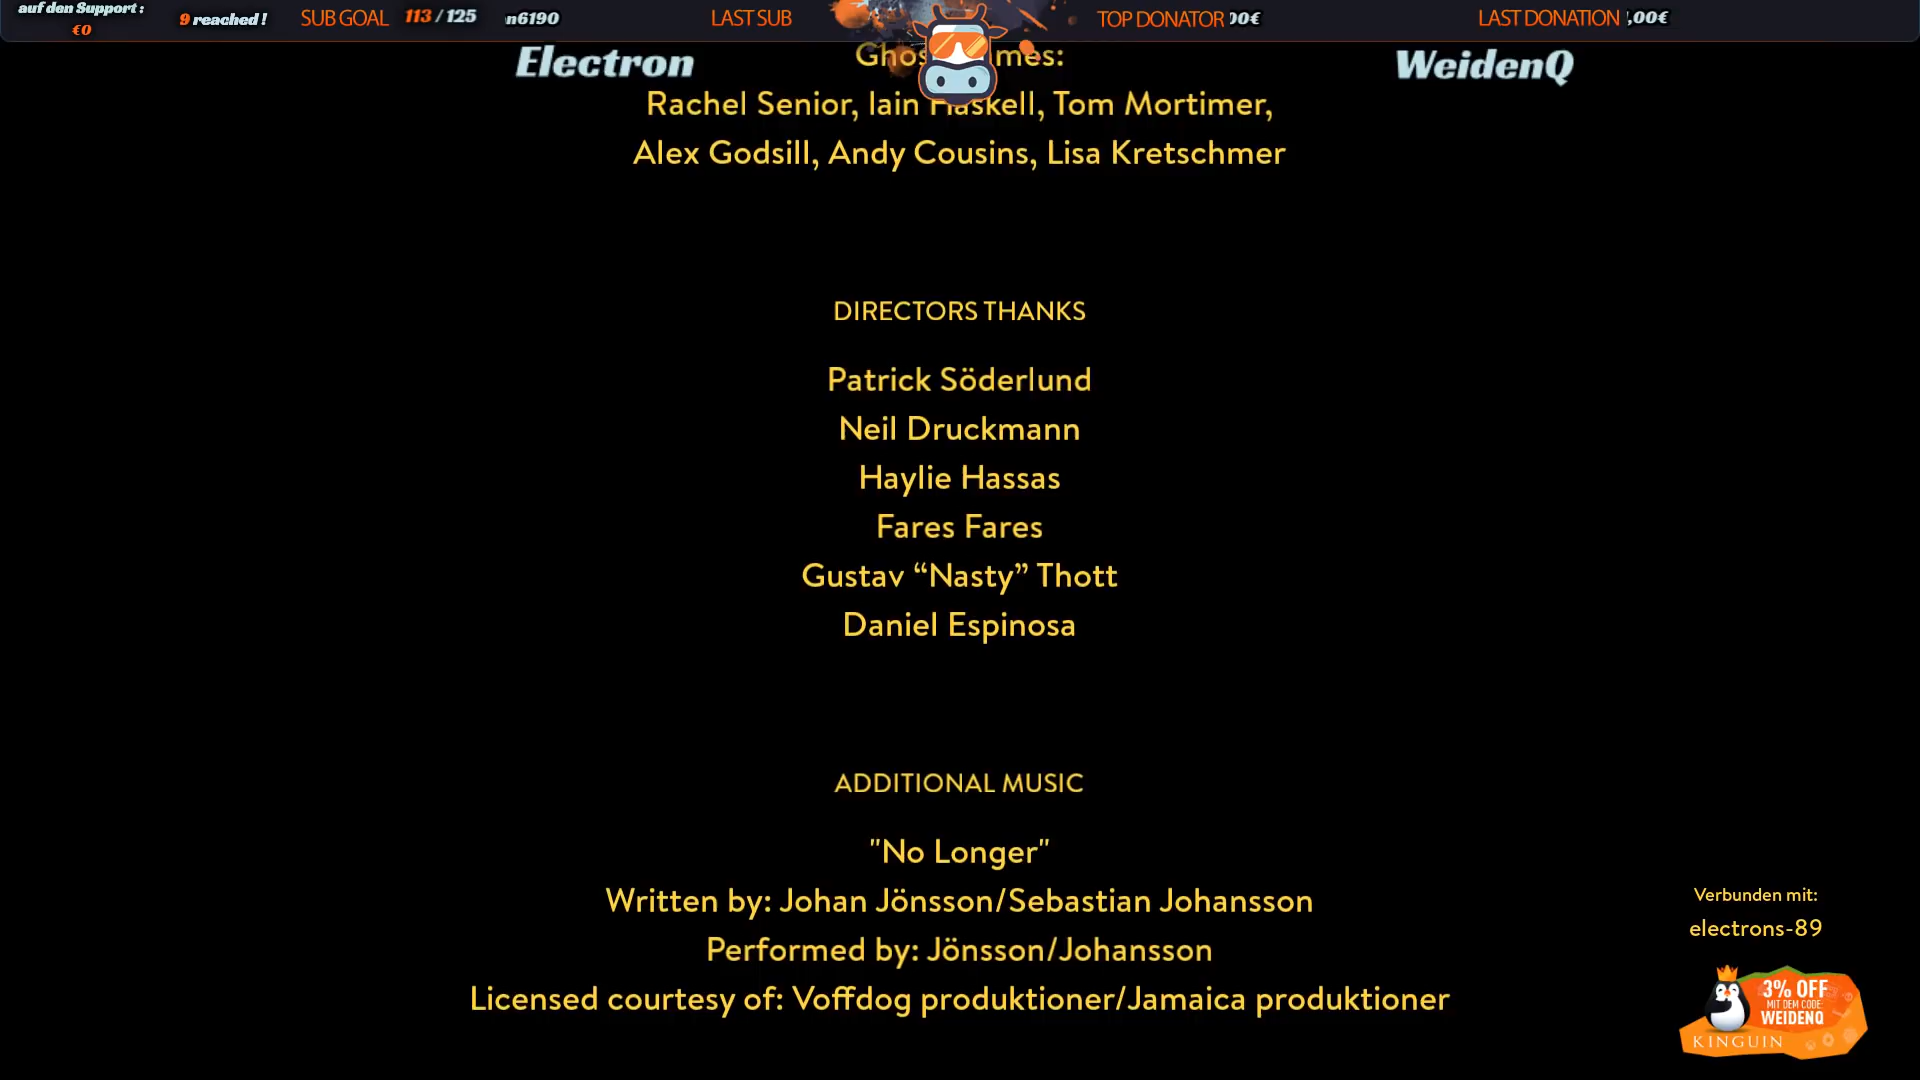 auf den Support :
€0
9 reached !
SUB GOAL
113 / 125
n6190
LAST SUB
TOP DONATOR
00€
LAST DONATION
,00€
Electron
WeidenQ
Rachel Senior, Iain Haskell, Tom Mortimer,
Alex Godsill, Andy Cousins, Lisa Kretschmer
DIRECTORS THANKS
Patrick Söderlund
Neil Druckmann
Haylie Hassas
Fares Fares
Gustav “Nasty” Thott
Daniel Espinosa
ADDITIONAL MUSIC
"No Longer"
Written by: Johan Jönsson/Sebastian Johansson
Performed by: Jönsson/Johansson
Licensed courtesy of: Voffdog produktioner/Jamaica produktioner
Verbunden mit:
electrons-89
3% OFF
MIT DEM CODE
WEIDENQ
KINGUIN